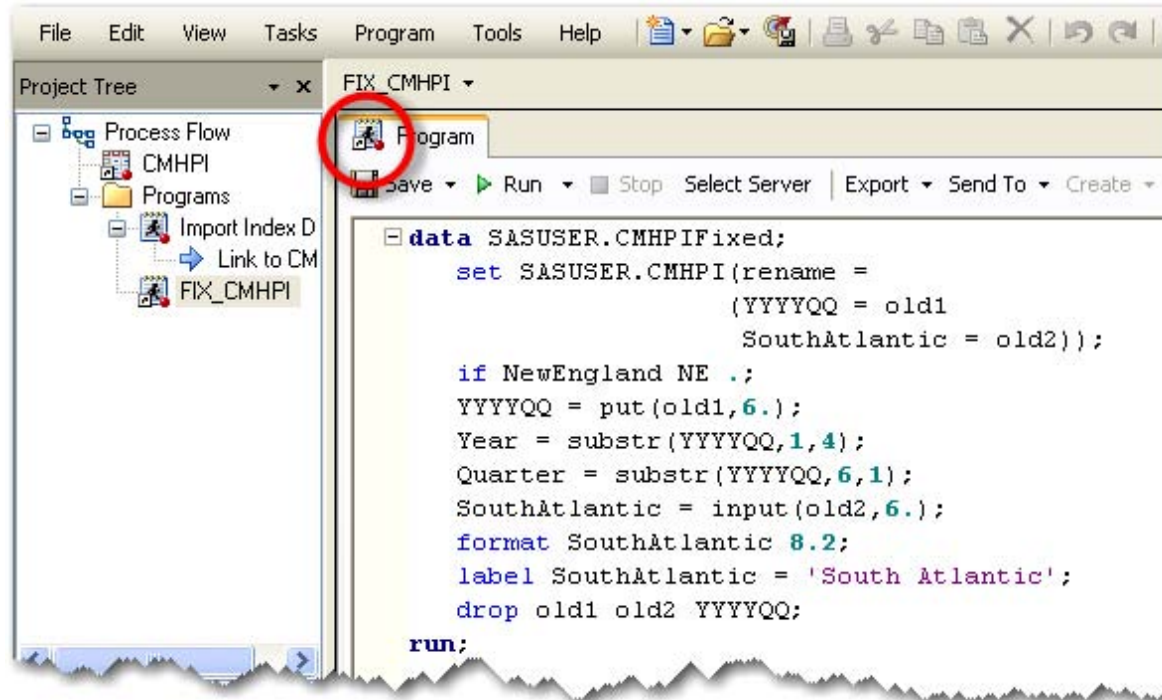 File Edit View Tasks Program Tools Help
Project Tree
Process Flow
CMHPI
Programs
Import Index D
Link to CM
FIX_CMHPI
FIX_CMHPI
Program
Save Run Stop Select Server Export Send To Create
data SASUSER.CMHPIFixed;
set SASUSER.CMHPI(rename =
(YYYYQQ = old1
SouthAtlantic = old2));
if NewEngland NE .;
YYYYQQ = put(old1,6.);
Year = substr(YYYYQQ,1,4);
Quarter = substr(YYYYQQ,6,1);
SouthAtlantic = input(old2,6.);
format SouthAtlantic 8.2;
label SouthAtlantic = 'South Atlantic';
drop old1 old2 YYYYQQ;
run;